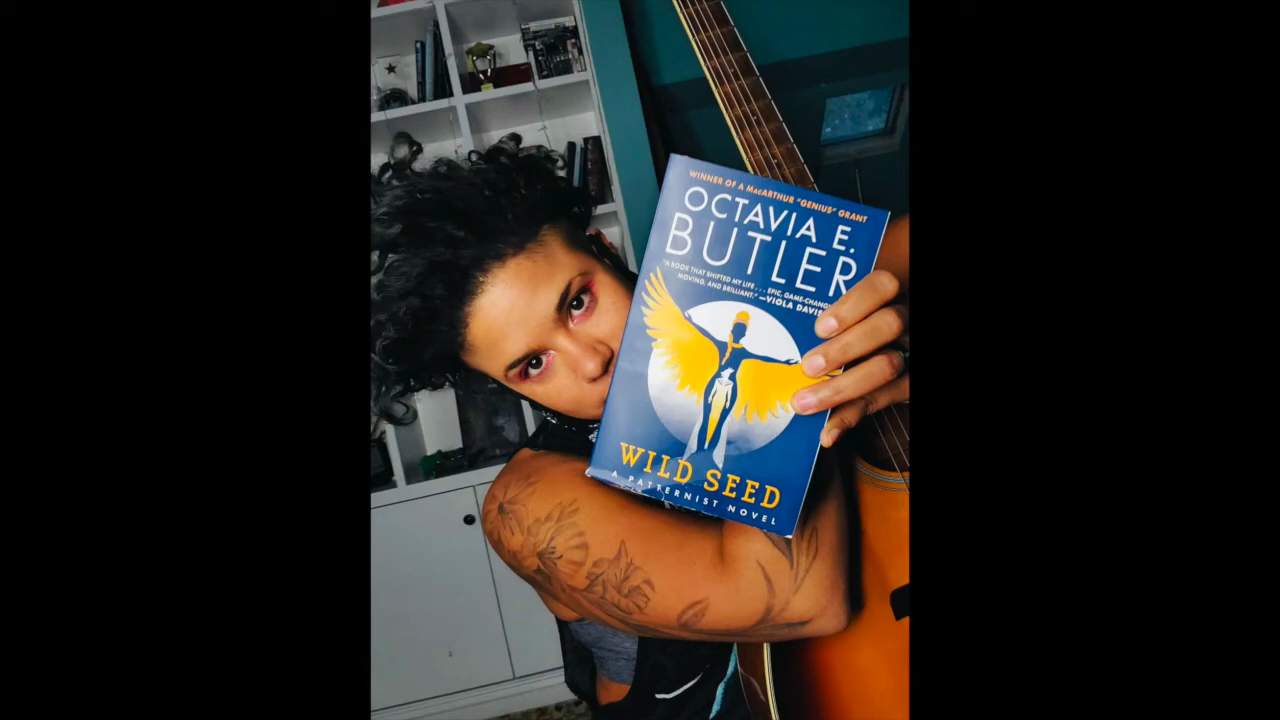 WINNER OF A MacARTHUR "GENIUS" GRANT
OCTAVIA E.
BUTLER
"A BOOK THAT SHIFTED MY LIFE . . . EPIC, GAME-CHANGI
MOVING, AND BRILLIANT." —VIOLA DAVIS
WILD SEED
A PATTERNIST NOVEL